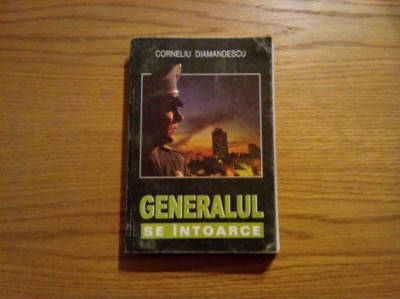 CORNELIU DIAMANDESCU
GENERALUL
SE ÎNTOARCE